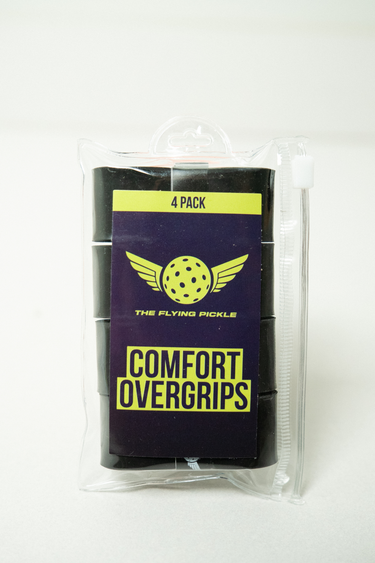 4 PACK
THE FLYING PICKLE
COMFORT
OVERGRIPS